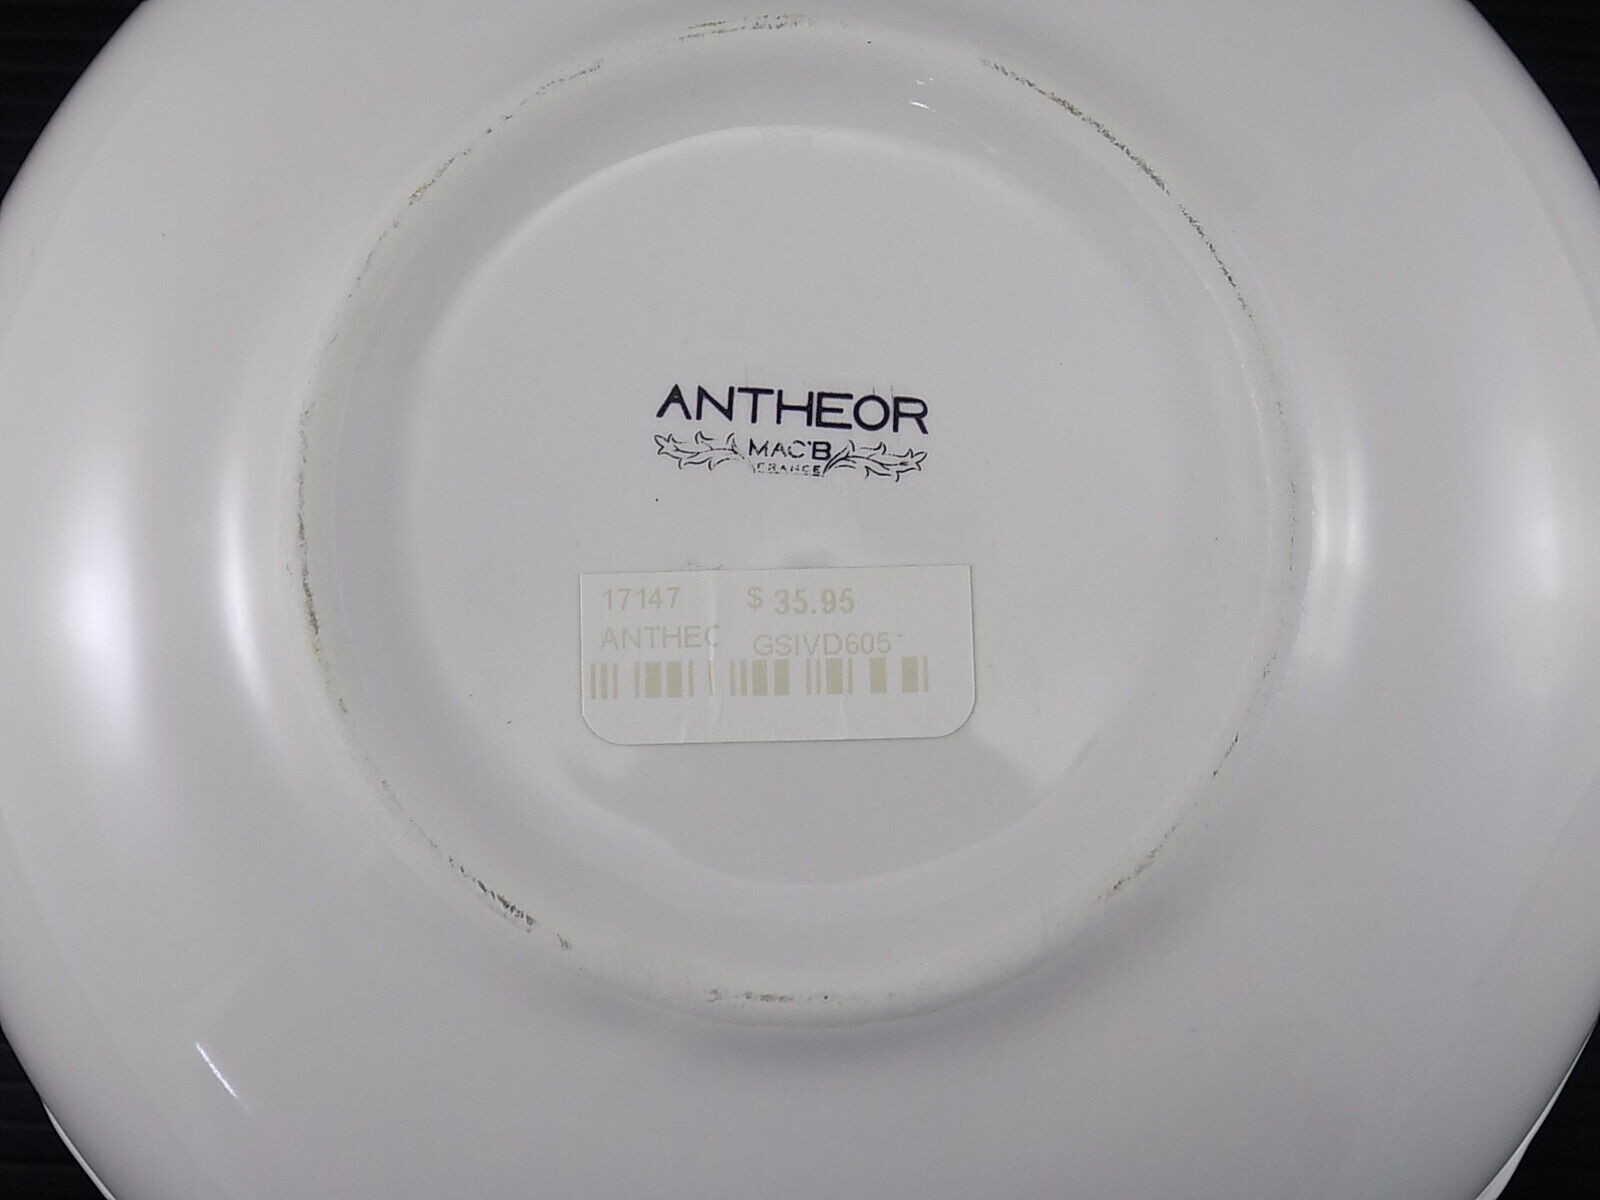 ANTHEOR
MAC'B
FRANCE
17147 $ 35.95
ANTHEC GSIVD605